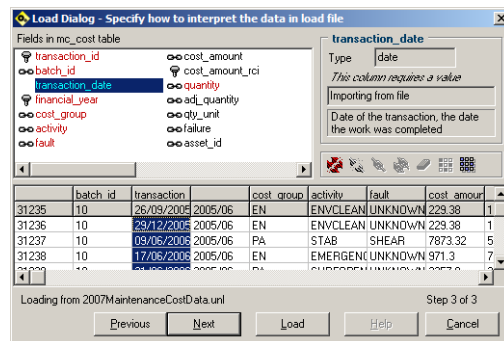 Load Dialog - Specify how to interpret the data in load file
Fields in mc_cost table
transaction_id cost_amount
batch_id cost_amount_rci
transaction_date quantity
financial_year adj_quantity
cost_group qty_unit
activity failure
fault asset_id
transaction_date
Type date
This column requires a value
Importing from file
Date of the transaction, the date
the work was completed
batch_id transaction cost_group activity fault cost_amour
31235 10 26/09/2005 2005/06 EN ENVCLEAN UNKNOWN 229.38 1
31236 10 29/12/2005 2005/06 EN ENVCLEAN UNKNOWN 229.38 1
31237 10 09/06/2006 2005/06 PA STAB SHEAR 7873.32 5
31238 10 17/06/2006 2005/06 EN EMERGENC UNKNOWN 971.3 7
Loading from 2007MaintenanceCostData.unl Step 3 of 3
Previous Next Load Help Cancel